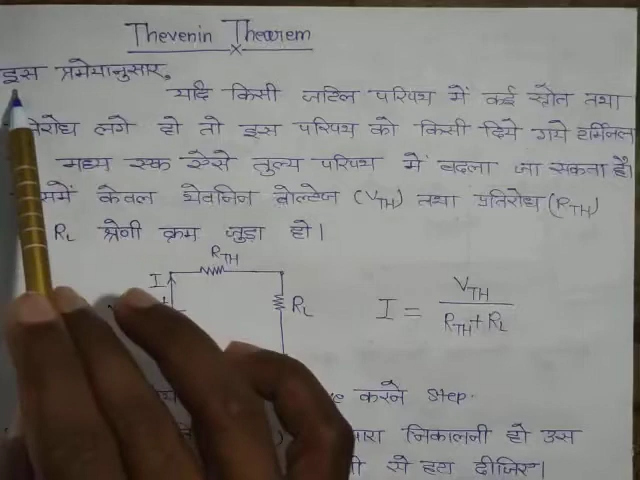 Thevenin Thearem
इस प्रमेयानुसार,
यदि किसी जटिल परिपथ में कई स्रोत तथा
रोध लगे हो तो इस परिपथ को किसी दिये गये टर्मिनल
मध्य एक ऐसे तुल्य परिपथ में बदला जा सकता है।
समें केवल थेवनिन वोल्टेज (VTH) तथा प्रतिरोध (RTH)
RL श्रेणी क्रम जुड़ा हो।
RTH
I
RL
I = VTH / RTH + RL
करने step.
धारा निकालनी हो उस
से हटा दीजिए।